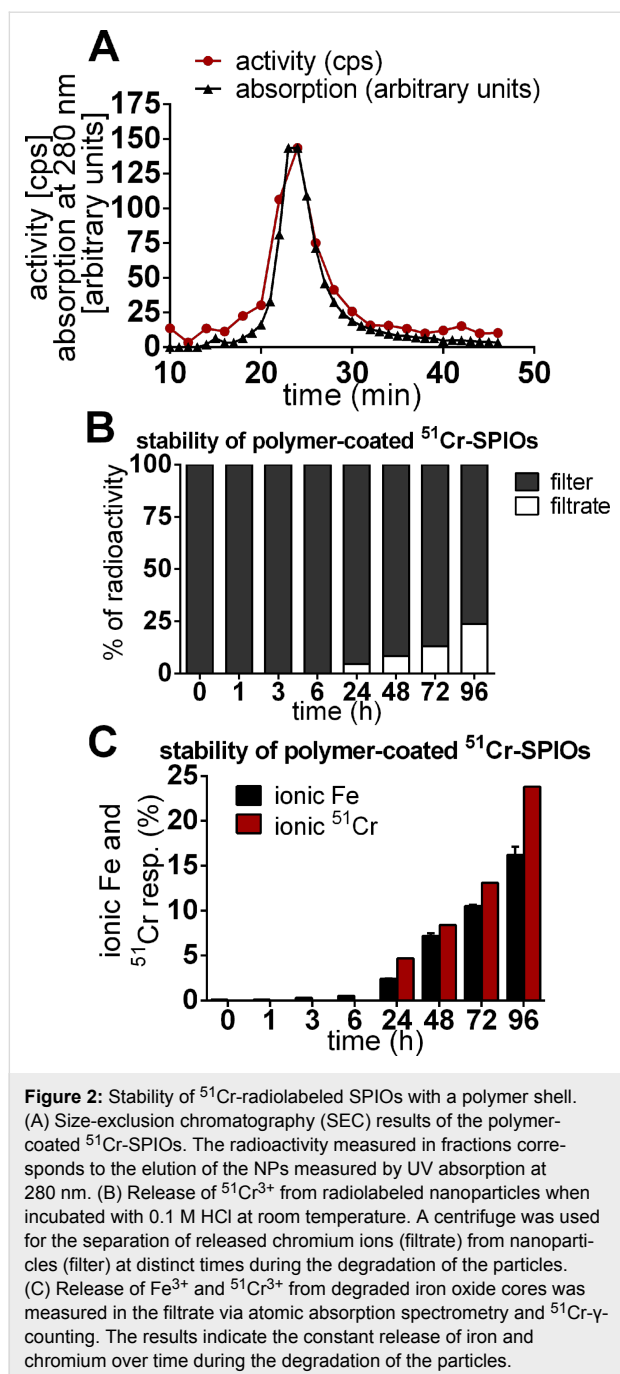 A
activity (cps)
absorption (arbitrary units)
activity [cps]
absorption at 280 nm
[arbitrary units]
175
150
125
100
75
50
25
0
10 20 30 40 50
time (min)
B
stability of polymer-coated ⁵¹Cr-SPIOs
% of radioactivity
100
75
50
25
0
filter
filtrate
0 1 3 6 24 48 72 96
time (h)
C
stability of polymer-coated ⁵¹Cr-SPIOs
ionic Fe and
⁵¹Cr resp. (%)
25
20
15
10
5
0
ionic Fe
ionic ⁵¹Cr
0 1 3 6 24 48 72 96
time (h)
Figure 2: Stability of ⁵¹Cr-radiolabeled SPIOs with a polymer shell.
(A) Size-exclusion chromatography (SEC) results of the polymer-
coated ⁵¹Cr-SPIOs. The radioactivity measured in fractions corre-
sponds to the elution of the NPs measured by UV absorption at
280 nm. (B) Release of ⁵¹Cr³⁺ from radiolabeled nanoparticles when
incubated with 0.1 M HCl at room temperature. A centrifuge was used
for the separation of released chromium ions (filtrate) from nanoparti-
cles (filter) at distinct times during the degradation of the particles.
(C) Release of Fe³⁺ and ⁵¹Cr³⁺ from degraded iron oxide cores was
measured in the filtrate via atomic absorption spectrometry and ⁵¹Cr-γ-
counting. The results indicate the constant release of iron and
chromium over time during the degradation of the particles.